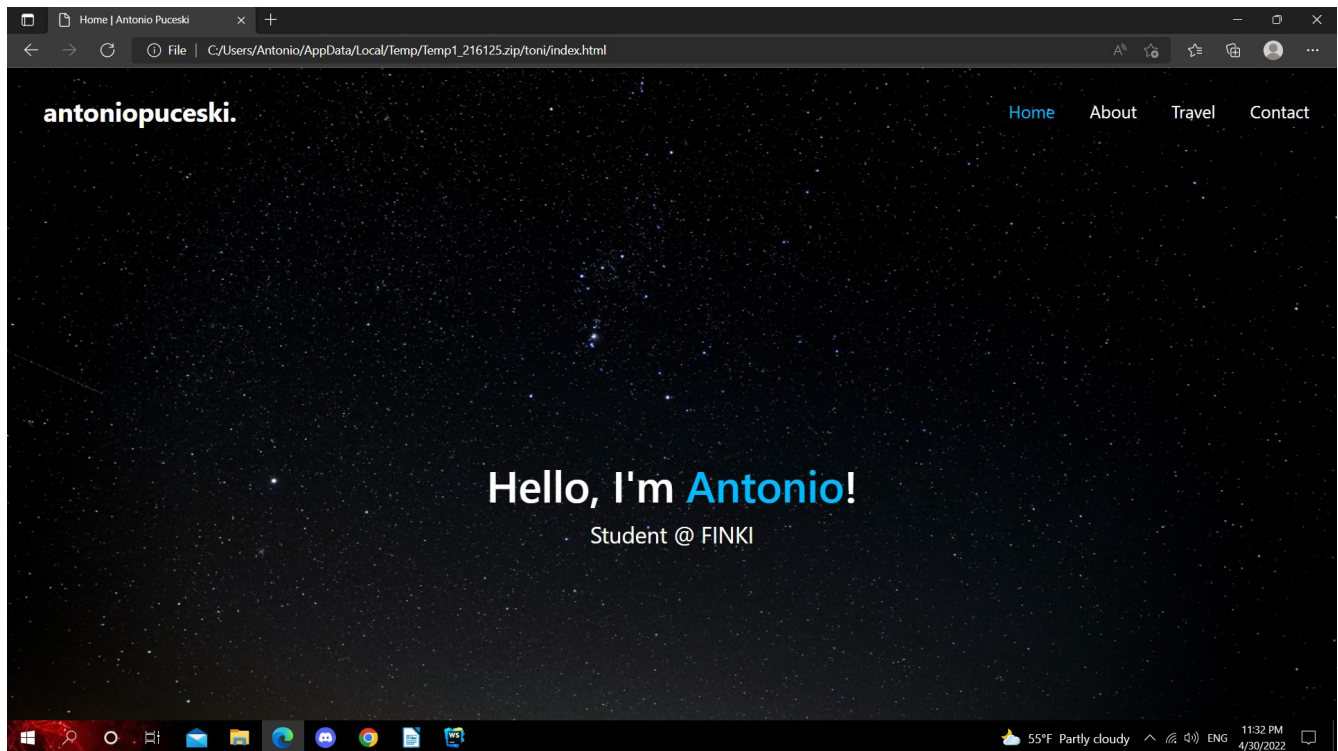 Home | Antonio Puceski
File | C:/Users/Antonio/AppData/Local/Temp/Temp1_216125.zip/toni/index.html
antoniopuceski.
Home About Travel Contact
Hello, I'm Antonio!
Student @ FINKI
WS
55°F Partly cloudy ENG 11:32 PM
4/30/2022